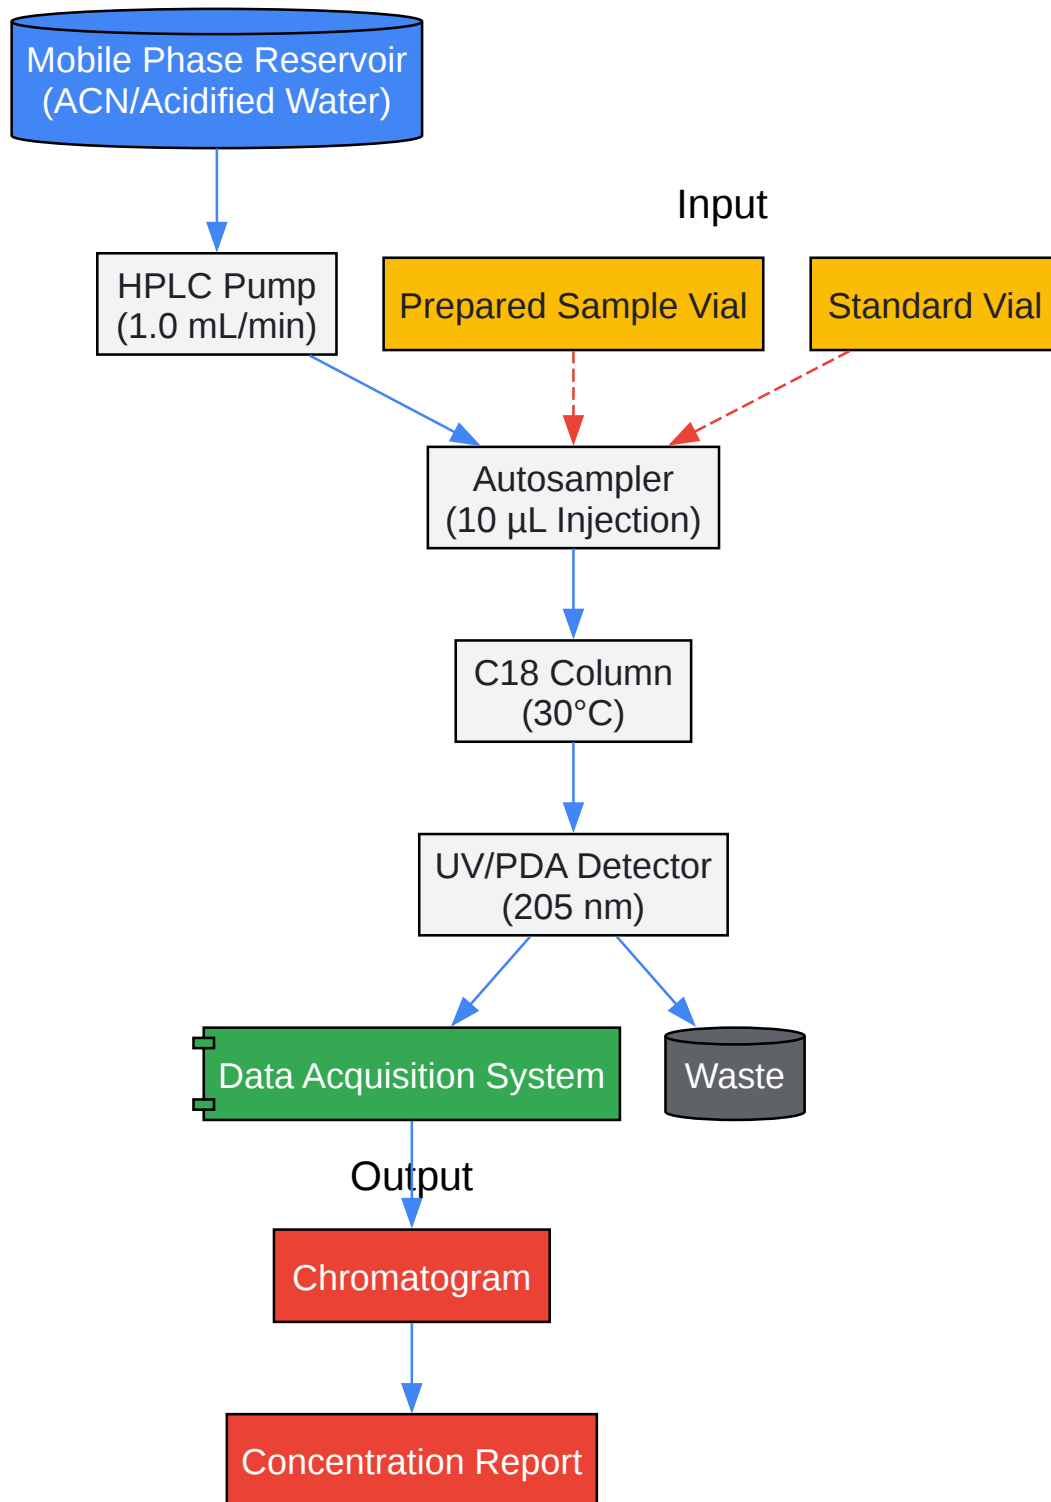 Mobile Phase Reservoir
(ACN/Acidified Water)
Input
HPLC Pump
(1.0 mL/min)
Prepared Sample Vial
Standard Vial
Autosampler
(10 µL Injection)
C18 Column
(30°C)
UV/PDA Detector
(205 nm)
Data Acquisition System
Waste
Output
Chromatogram
Concentration Report